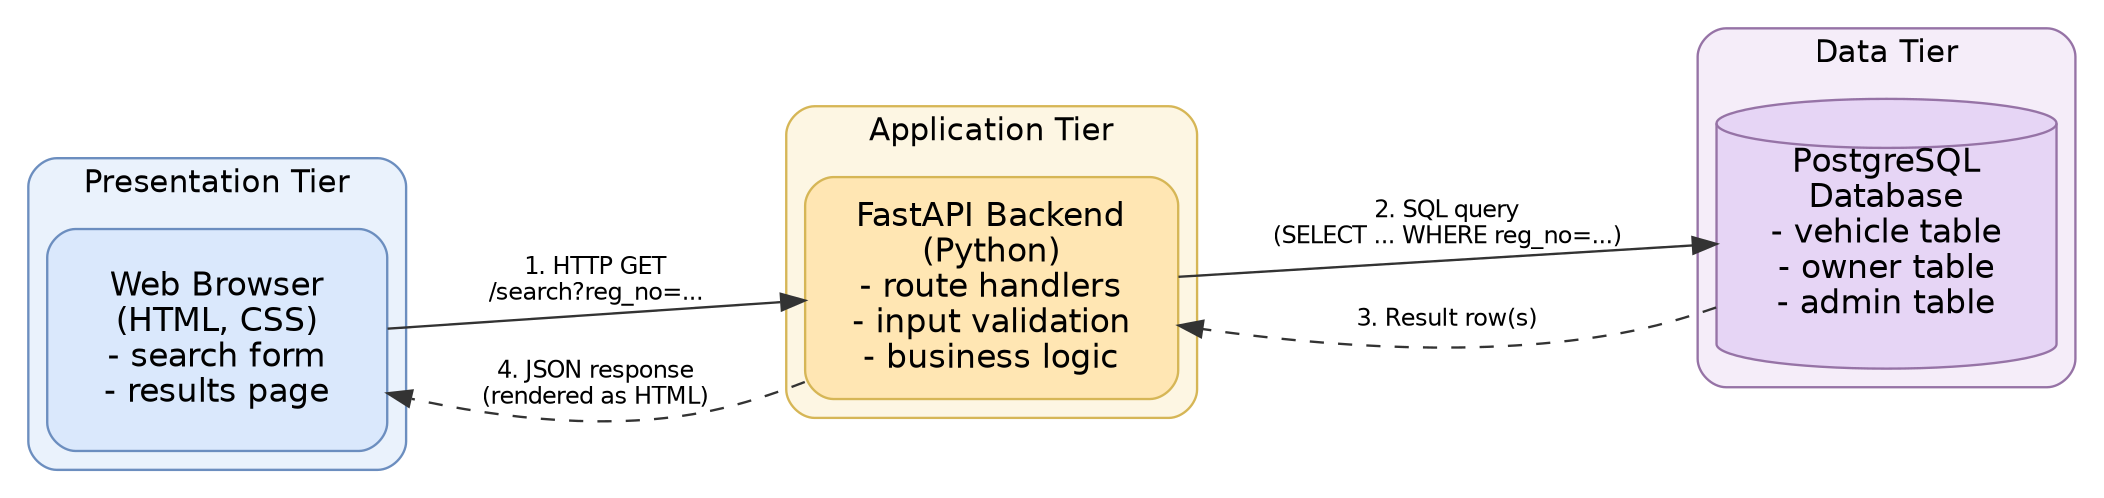 Presentation Tier
Web Browser
(HTML, CSS)
- search form
- results page
1. HTTP GET
/search?reg_no=...
4. JSON response
(rendered as HTML)
Application Tier
FastAPI Backend
(Python)
- route handlers
- input validation
- business logic
2. SQL query
(SELECT ... WHERE reg_no=...)
3. Result row(s)
Data Tier
PostgreSQL
Database
- vehicle table
- owner table
- admin table